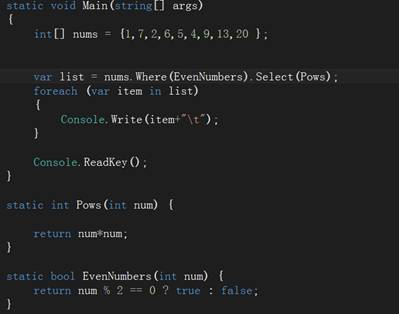 static void Main(string[] args)
{
int[] nums = {1,7,2,6,5,4,9,13,20 };
var list = nums.Where(EvenNumbers).Select(Pows);
foreach (var item in list)
{
Console.Write(item+"\t");
}
Console.ReadKey();
}
static int Pows(int num) {
return num*num;
}
static bool EvenNumbers(int num) {
return num % 2 == 0 ? true : false;
}